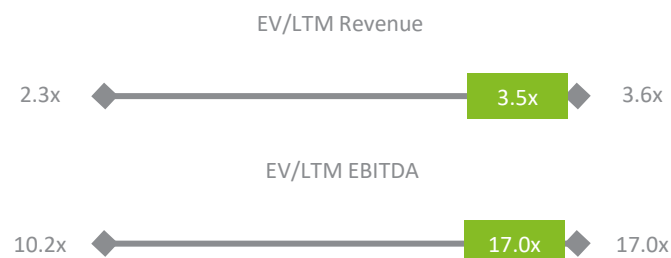 EV/LTM Revenue
2.3x 3.5x 3.6x
EV/LTM EBITDA
10.2x 17.0x 17.0x